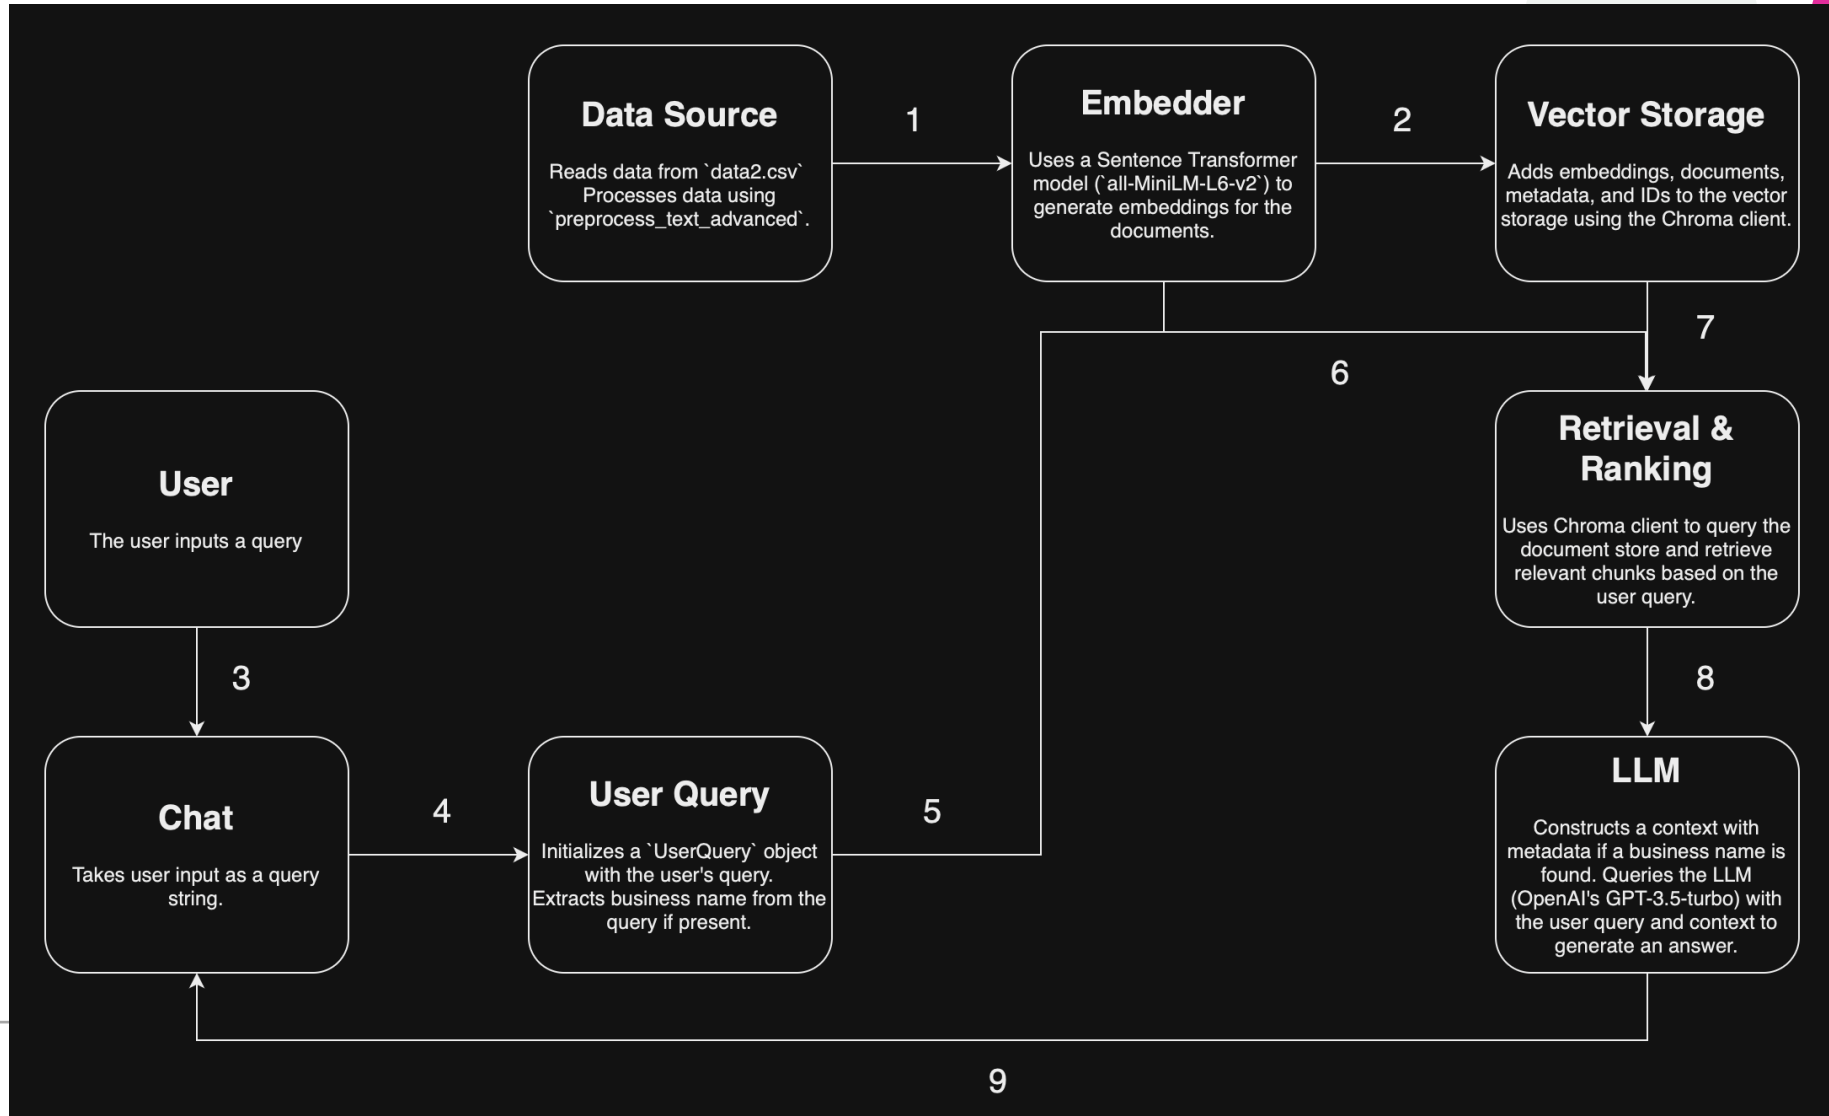 Data Source
Reads data from `data2.csv`
Processes data using
`preprocess_text_advanced`.
1
Embedder
Uses a Sentence Transformer
model (`all-MiniLM-L6-v2`) to
generate embeddings for the
documents.
2
Vector Storage
Adds embeddings, documents,
metadata, and IDs to the vector
storage using the Chroma client.
7
6
User
The user inputs a query
Retrieval &
Ranking
Uses Chroma client to query the
document store and retrieve
relevant chunks based on the
user query.
3
8
Chat
Takes user input as a query
string.
4
User Query
Initializes a `UserQuery` object
with the user's query.
Extracts business name from the
query if present.
5
LLM
Constructs a context with
metadata if a business name is
found. Queries the LLM
(OpenAI's GPT-3.5-turbo) with
the user query and context to
generate an answer.
9